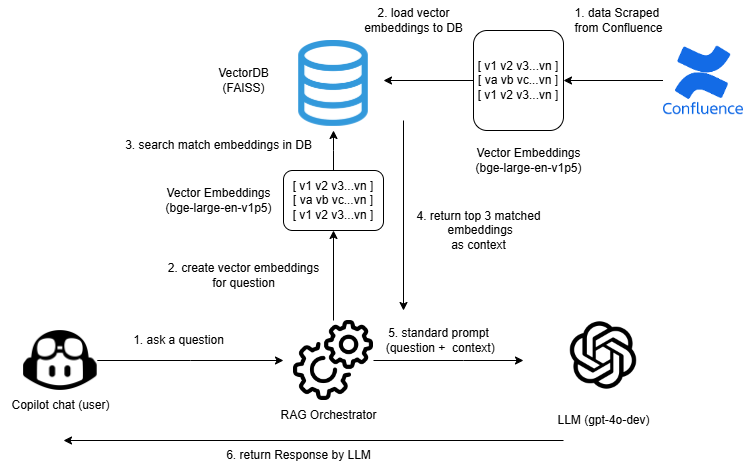 2. load vector
embeddings to DB
1. data Scraped
from Confluence
VectorDB
(FAISS)
[ v1 v2 v3...vn ]
[ va vb vc...vn ]
[ v1 v2 v3...vn ]
Confluence
Vector Embeddings
(bge-large-en-v1p5)
3. search match embeddings in DB
Vector Embeddings
(bge-large-en-v1p5)
[ v1 v2 v3...vn ]
[ va vb vc...vn ]
[ v1 v2 v3...vn ]
4. return top 3 matched
embeddings
as context
2. create vector embeddings
for question
1. ask a question
5. standard prompt
(question + context)
Copilot chat (user)
RAG Orchestrator
LLM (gpt-4o-dev)
6. return Response by LLM